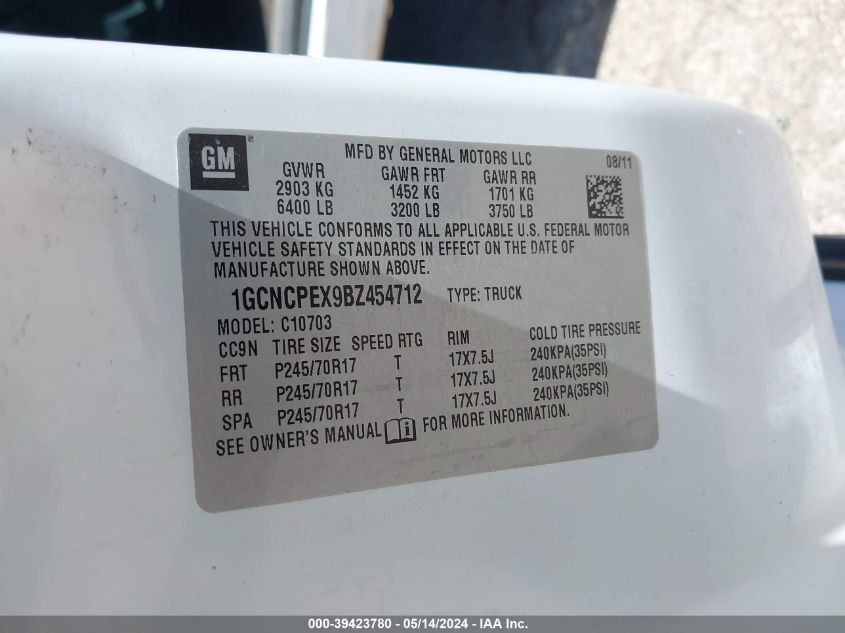 GM ®
MFD BY GENERAL MOTORS LLC 08/11
GVWR GAWR FRT GAWR RR
2903 KG 1452 KG 1701 KG
6400 LB 3200 LB 3750 LB
THIS VEHICLE CONFORMS TO ALL APPLICABLE U.S. FEDERAL MOTOR
VEHICLE SAFETY STANDARDS IN EFFECT ON THE DATE OF
MANUFACTURE SHOWN ABOVE.
1GCNCPEX9BZ454712 TYPE: TRUCK
MODEL: C10703
CC9N TIRE SIZE SPEED RTG RIM COLD TIRE PRESSURE
FRT P245/70R17 T 17X7.5J 240KPA(35PSI)
RR P245/70R17 T 17X7.5J 240KPA(35PSI)
SPA P245/70R17 T 17X7.5J 240KPA(35PSI)
SEE OWNER'S MANUAL FOR MORE INFORMATION.
000-39423780 - 05/14/2024 - IAA Inc.